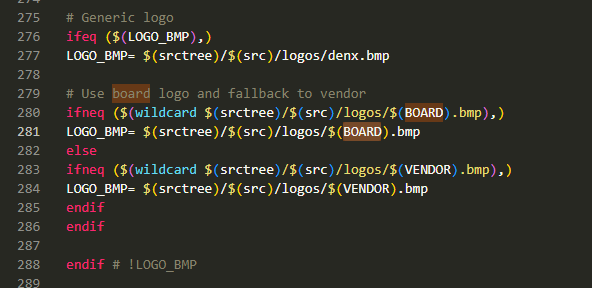 275 # Generic logo
276 ifeq ($(LOGO_BMP),)
277 LOGO_BMP= $(srctree)/$(src)/logos/denx.bmp
278
279 # Use board logo and fallback to vendor
280 ifneq ($(wildcard $(srctree)/$(src)/logos/$(BOARD).bmp),)
281 LOGO_BMP= $(srctree)/$(src)/logos/$(BOARD).bmp
282 else
283 ifneq ($(wildcard $(srctree)/$(src)/logos/$(VENDOR).bmp),)
284 LOGO_BMP= $(srctree)/$(src)/logos/$(VENDOR).bmp
285 endif
286 endif
287
288 endif # !LOGO_BMP
289